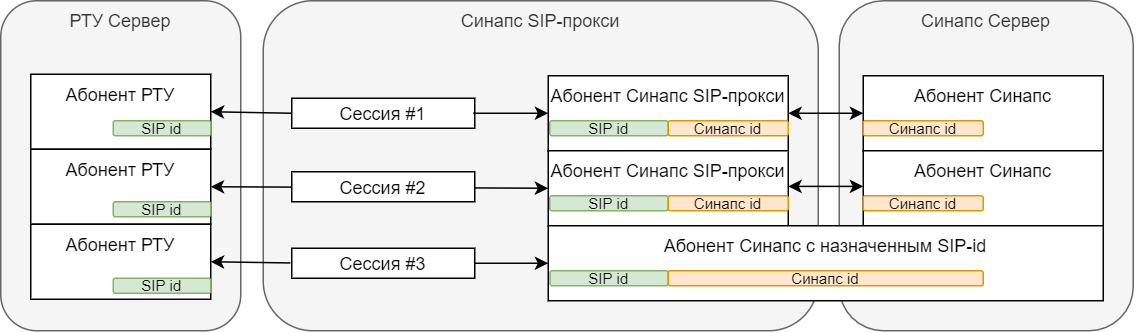 РТУ Сервер
Синапс SIP-прокси
Синапс Сервер
Абонент РТУ
SIP id
Сессия #1
Абонент Синапс SIP-прокси
SIP id
Синапс id
Абонент Синапс
Синапс id
Абонент РТУ
SIP id
Сессия #2
Абонент Синапс SIP-прокси
SIP id
Синапс id
Абонент Синапс
Синапс id
Абонент РТУ
SIP id
Сессия #3
Абонент Синапс с назначенным SIP-id
SIP id
Синапс id